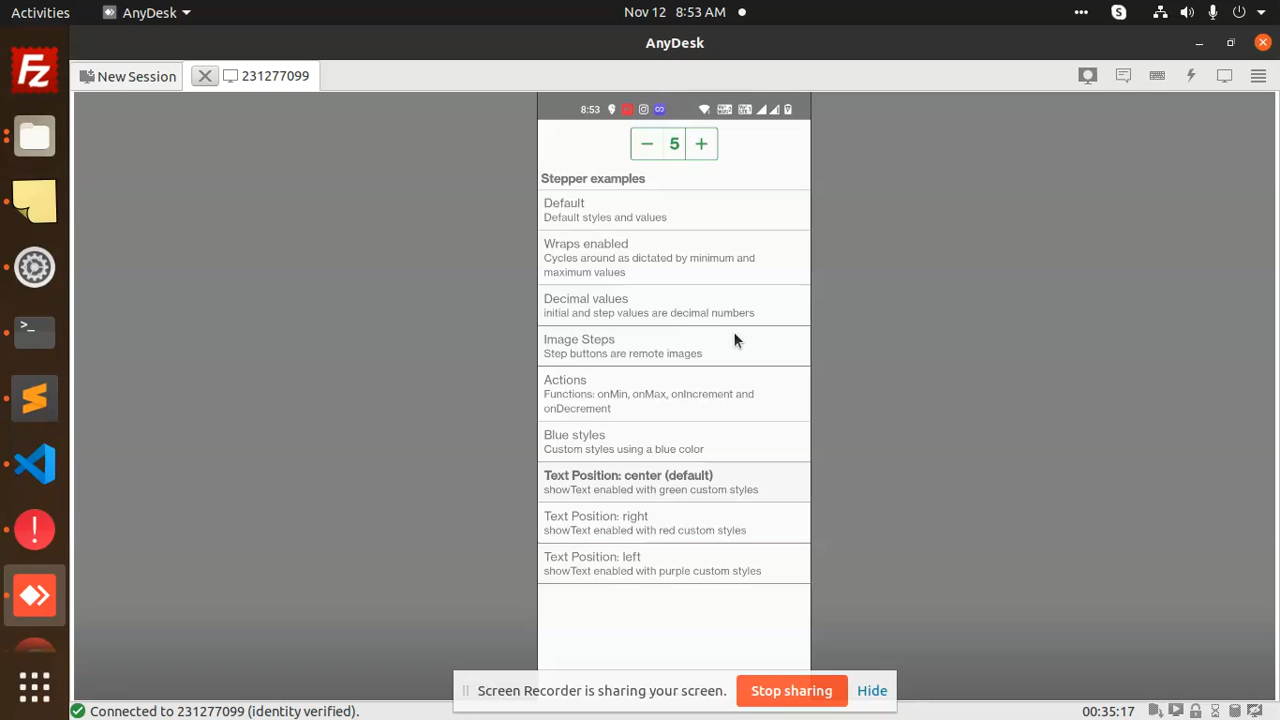 Activities
AnyDesk
Nov 12 8:53 AM
AnyDesk
New Session
231277099
8:53
− 5 +
Stepper examples
Default
Default styles and values
Wraps enabled
Cycles around as dictated by minimum and
maximum values
Decimal values
initial and step values are decimal numbers
Image Steps
Step buttons are remote images
Actions
Functions: onMin, onMax, onIncrement and
onDecrement
Blue styles
Custom styles using a blue color
Text Position: center (default)
showText enabled with green custom styles
Text Position: right
showText enabled with red custom styles
Text Position: left
showText enabled with purple custom styles
Screen Recorder is sharing your screen.
Stop sharing
Hide
Connected to 231277099 (identity verified).
00:35:17